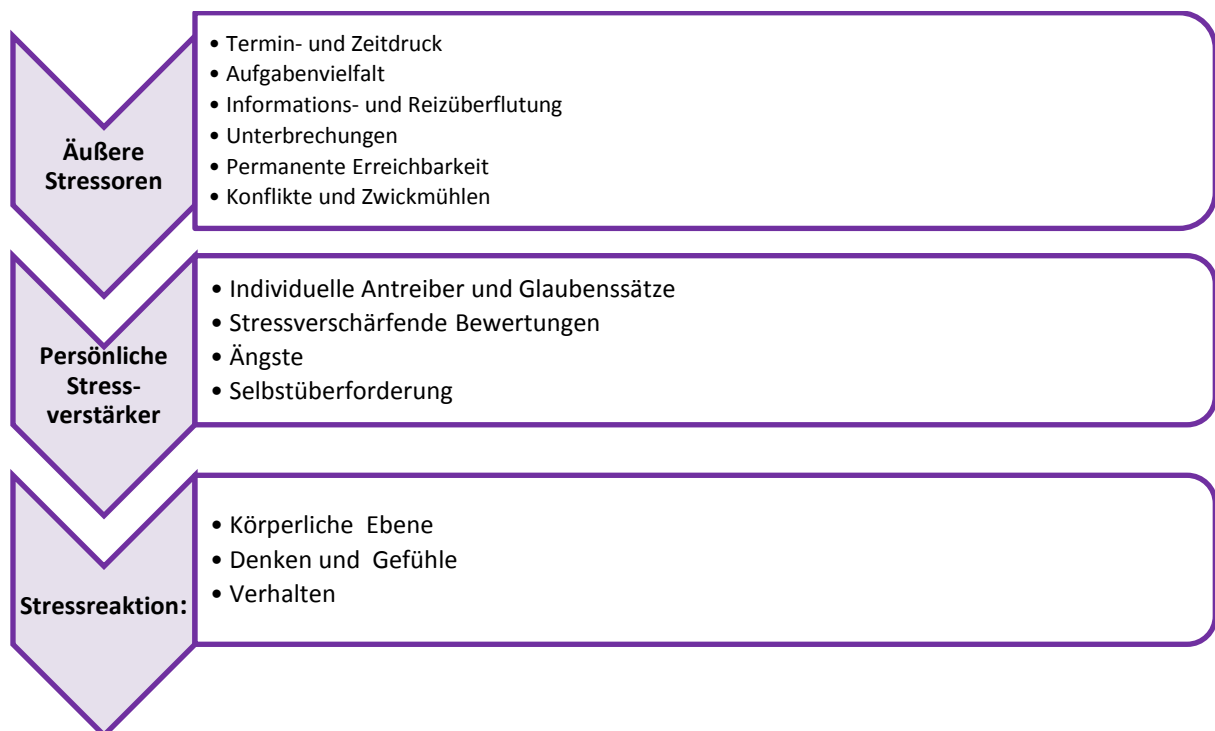 Äußere
Stressoren
• Termin- und Zeitdruck
• Aufgabenvielfalt
• Informations- und Reizüberflutung
• Unterbrechungen
• Permanente Erreichbarkeit
• Konflikte und Zwickmühlen
Persönliche
Stress-
verstärker
• Individuelle Antreiber und Glaubenssätze
• Stressverschärfende Bewertungen
• Ängste
• Selbstüberforderung
Stressreaktion:
• Körperliche Ebene
• Denken und Gefühle
• Verhalten